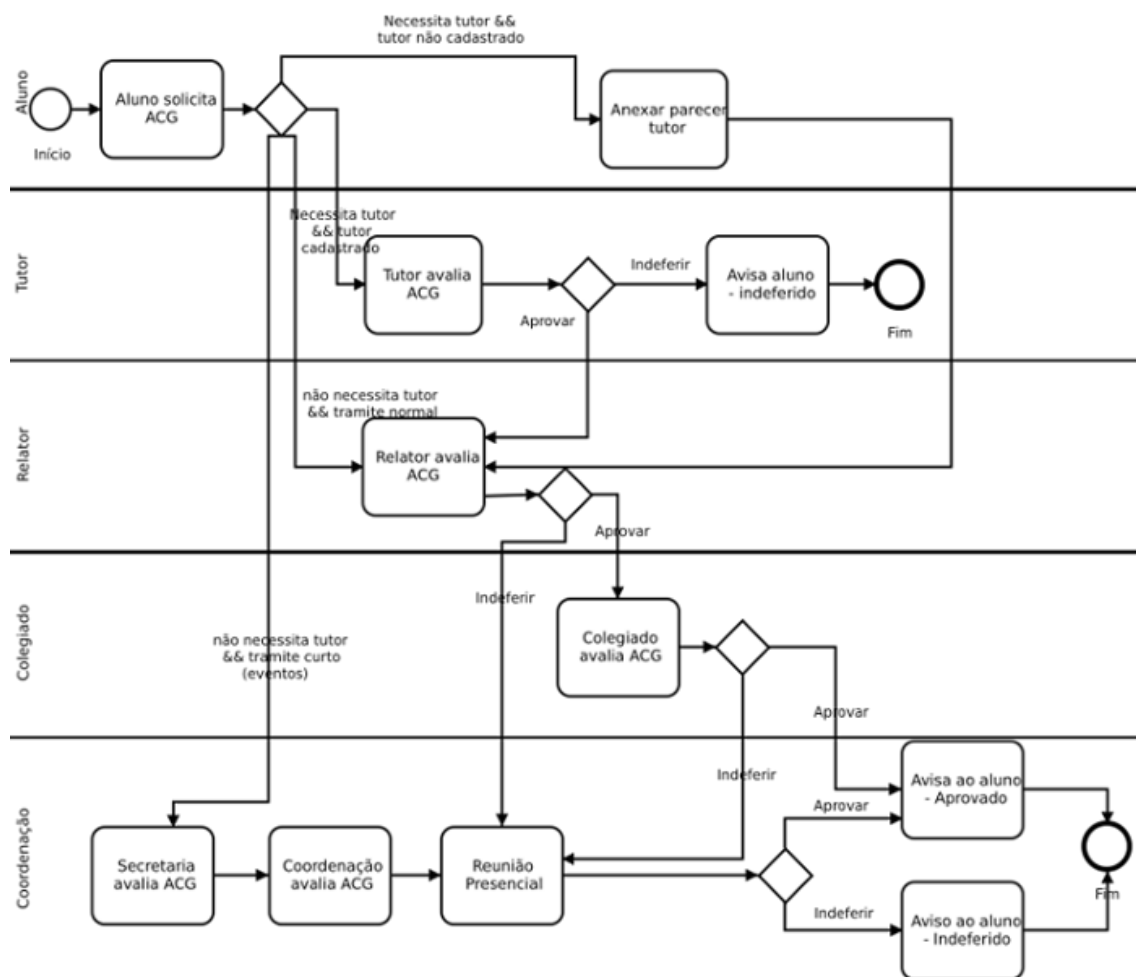 Necessita tutor &&
tutor não cadastrado
Aluno
Início
Aluno solicita
ACG
Anexar parecer
tutor
Tutor
Necessita tutor
&& tutor
cadastrado
Tutor avalia
ACG
Aprovar
Indeferir
Avisa aluno
- indeferido
Fim
Relator
não necessita tutor
&& tramite normal
Relator avalia
ACG
Aprovar
Indeferir
Colegiado
não necessita tutor
&& tramite curto
(eventos)
Colegiado
avalia ACG
Aprovar
Indeferir
Coordenação
Secretaria
avalia ACG
Coordenação
avalia ACG
Reunião
Presencial
Aprovar
Indeferir
Avisa ao aluno
- Aprovado
Aviso ao aluno
- Indeferido
Fim